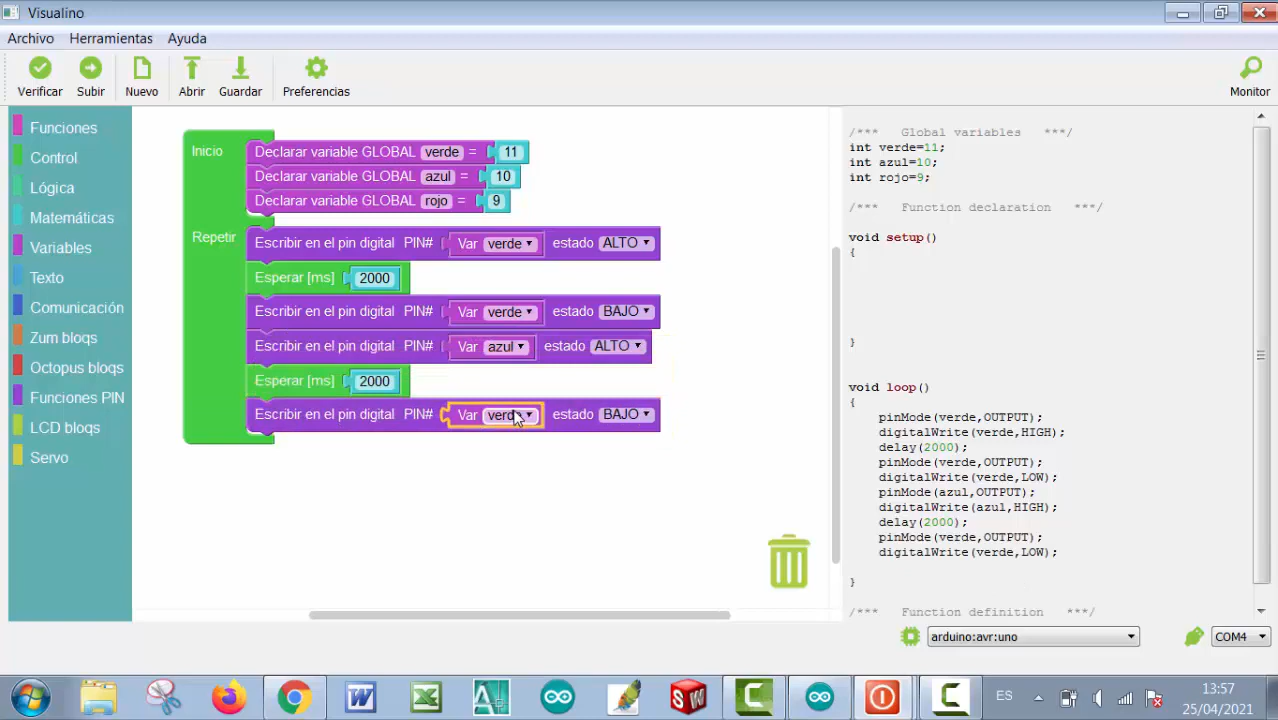 Visualino
Archivo Herramientas Ayuda
Verificar Subir Nuevo Abrir Guardar Preferencias Monitor
Funciones
Control
Lógica
Matemáticas
Variables
Texto
Comunicación
Zum bloqs
Octopus bloqs
Funciones PIN
LCD bloqs
Servo
Inicio
Declarar variable GLOBAL verde = 11
Declarar variable GLOBAL azul = 10
Declarar variable GLOBAL rojo = 9
Repetir
Escribir en el pin digital PIN# Var verde estado ALTO
Esperar [ms] 2000
Escribir en el pin digital PIN# Var verde estado BAJO
Escribir en el pin digital PIN# Var azul estado ALTO
Esperar [ms] 2000
Escribir en el pin digital PIN# Var verde estado BAJO
/*** Global variables ***/
int verde=11;
int azul=10;
int rojo=9;
/*** Function declaration ***/
void setup()
{
}
void loop()
{
pinMode(verde,OUTPUT);
digitalWrite(verde,HIGH);
delay(2000);
pinMode(verde,OUTPUT);
digitalWrite(verde,LOW);
pinMode(azul,OUTPUT);
digitalWrite(azul,HIGH);
delay(2000);
pinMode(verde,OUTPUT);
digitalWrite(verde,LOW);
}
/*** Function definition ***/
arduino:avr:uno COM4
ES
13:57
25/04/2021